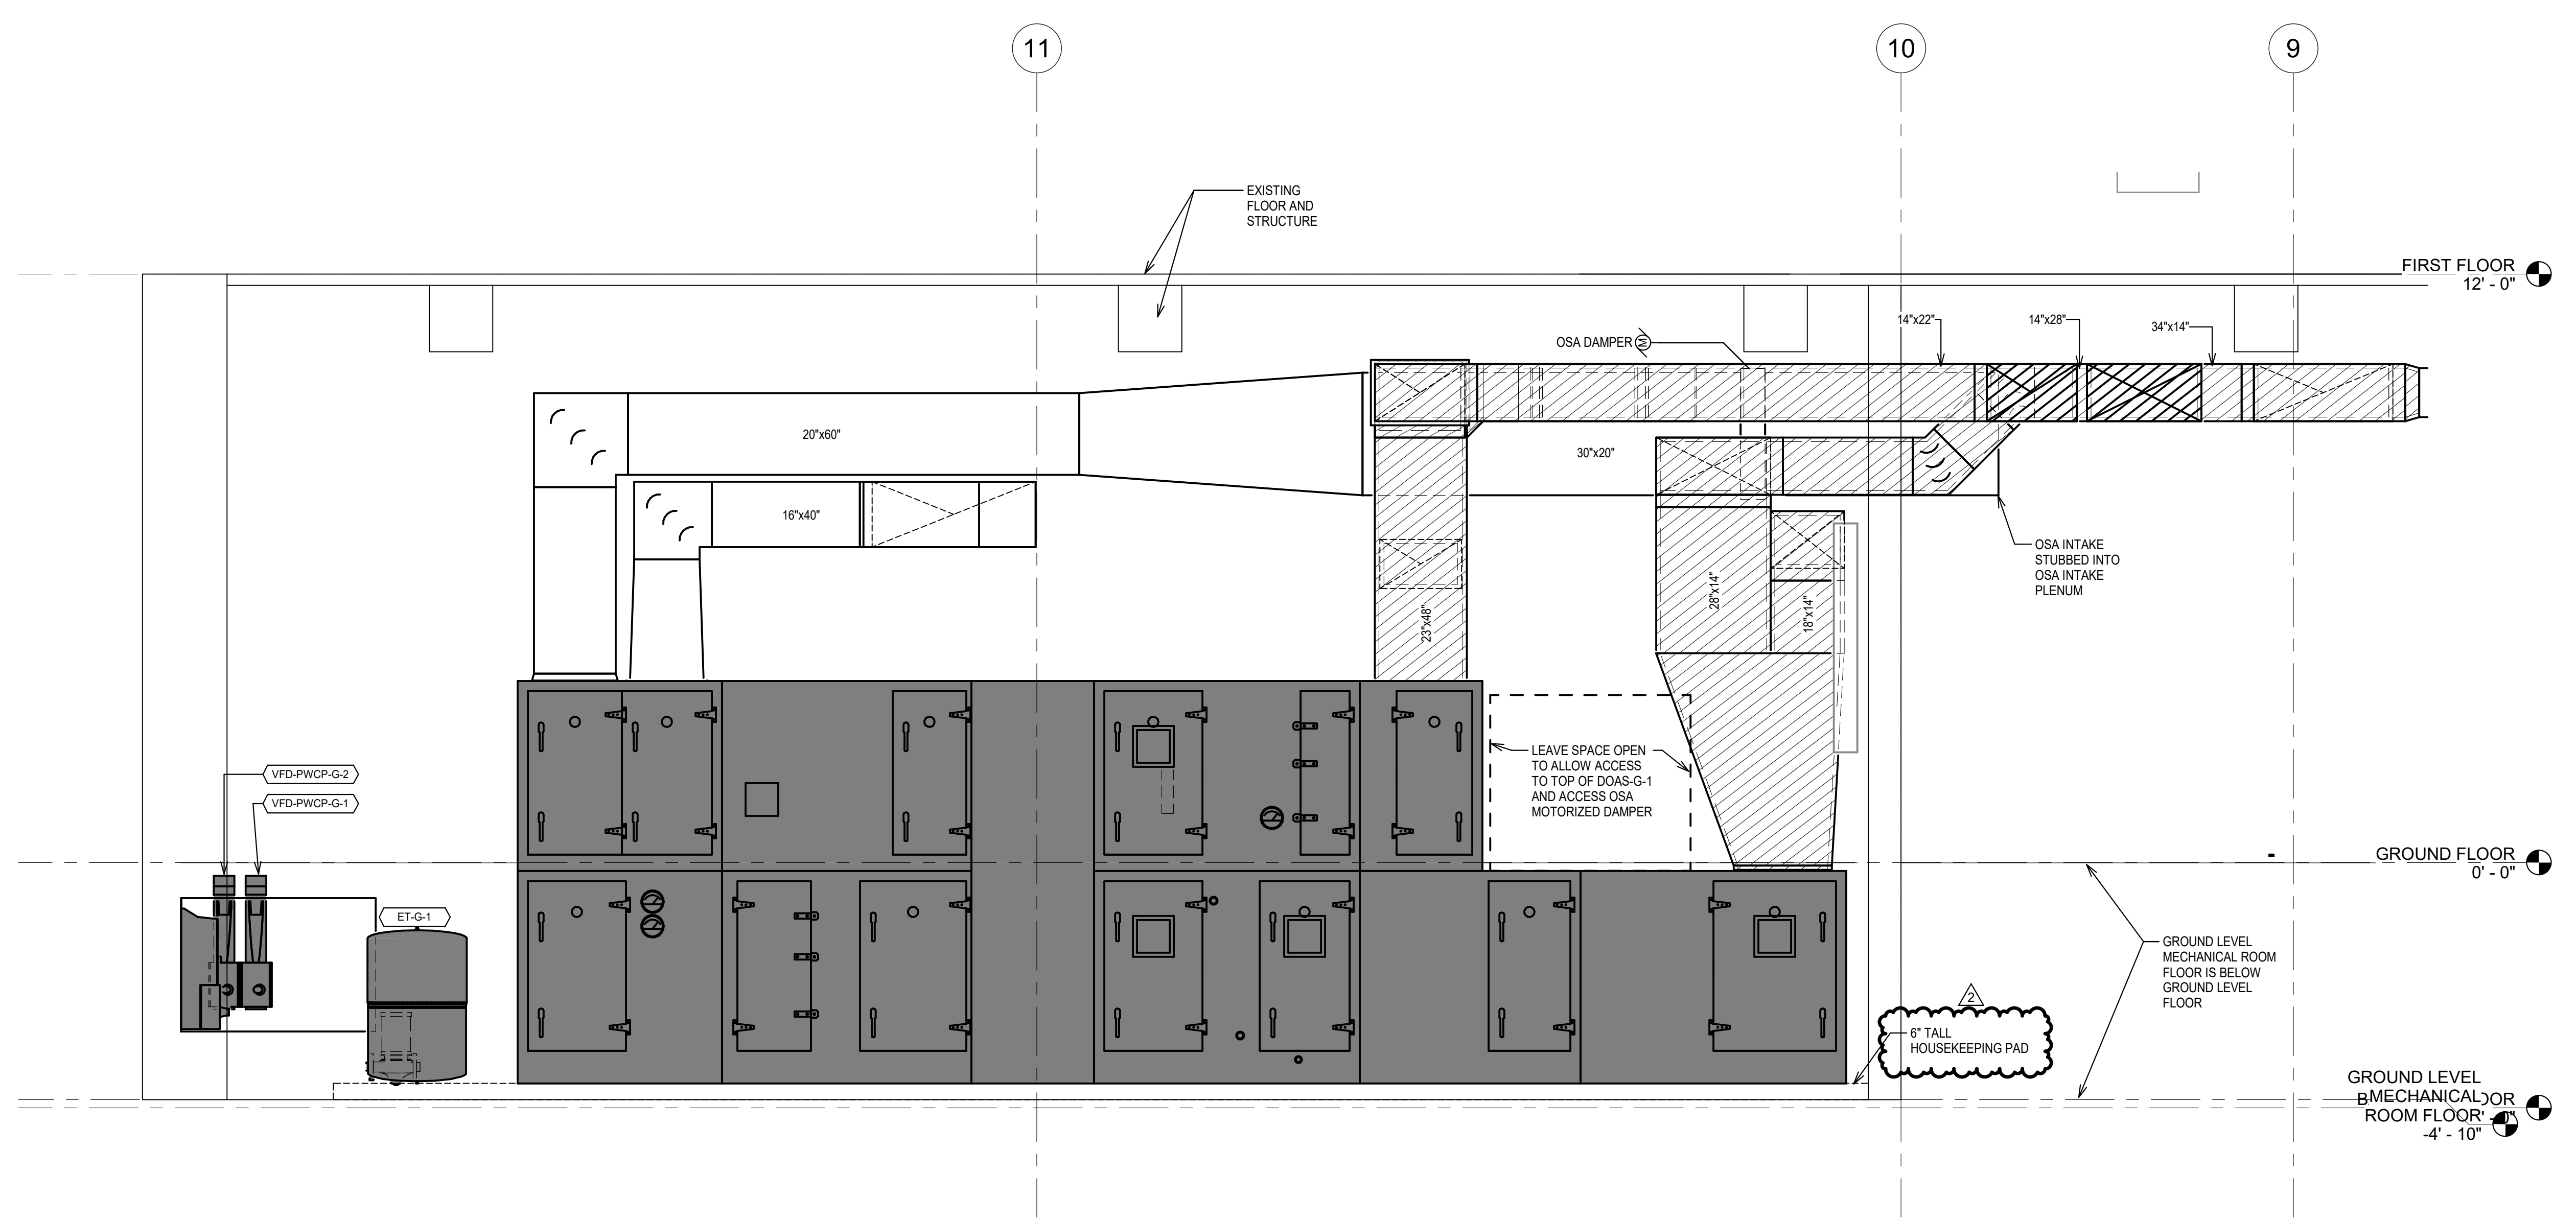 11
10
9
EXISTING
FLOOR AND
STRUCTURE
FIRST FLOOR
12' - 0"
14"x22"
14"x28"
34"x14"
OSA DAMPER
M
20"x60"
30"x20"
16"x40"
OSA INTAKE
STUBBED INTO
OSA INTAKE
PLENUM
28"x14"
18"x14"
23"x48"
LEAVE SPACE OPEN
TO ALLOW ACCESS
TO TOP OF DOAS-G-1
AND ACCESS OSA
MOTORIZED DAMPER
VFD-PWCP-G-2
VFD-PWCP-G-1
GROUND FLOOR
0' - 0"
ET-G-1
GROUND LEVEL
MECHANICAL ROOM
FLOOR IS BELOW
GROUND LEVEL
FLOOR
2
6" TALL
HOUSEKEEPING PAD
GROUND LEVEL
MECHANICAL
ROOM FLOOR
-4' - 10"